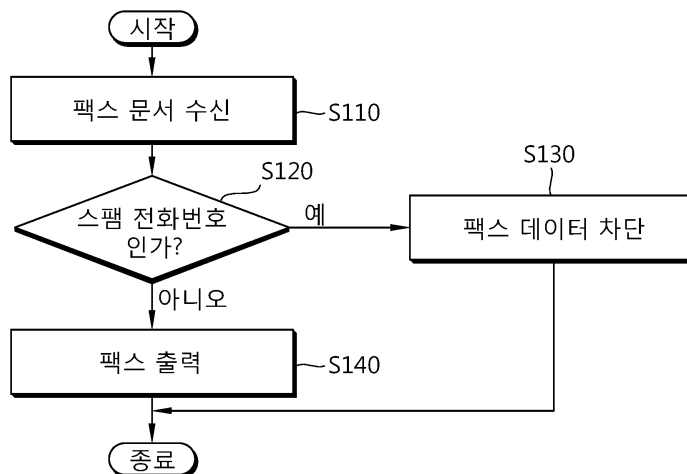 시작
팩스 문서 수신
S110
S120
S130
스팸 전화번호
인가?
예
팩스 데이터 차단
아니오
팩스 출력
S140
종료